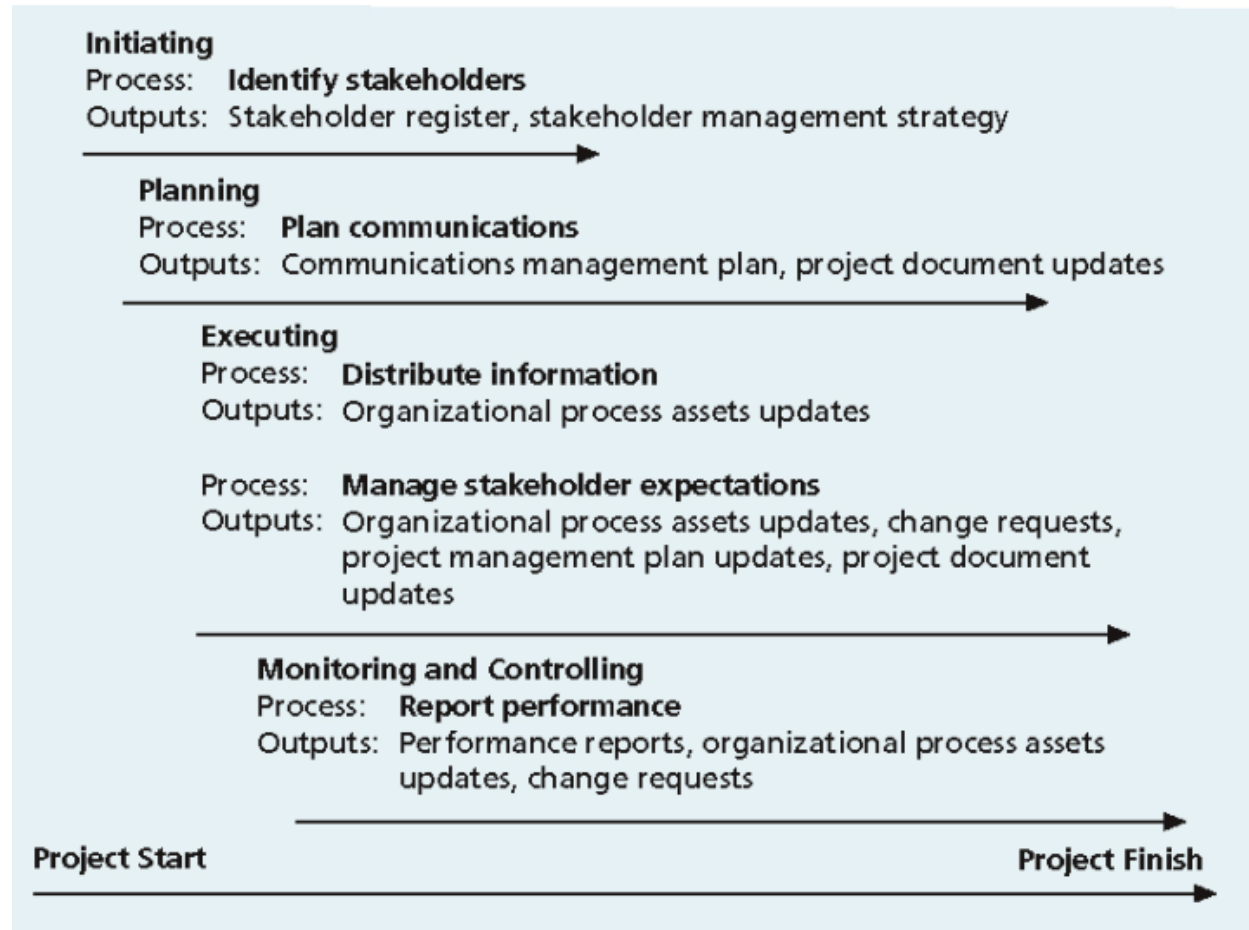 Initiating
Process: Identify stakeholders
Outputs: Stakeholder register, stakeholder management strategy
Planning
Process: Plan communications
Outputs: Communications management plan, project document updates
Executing
Process: Distribute information
Outputs: Organizational process assets updates
Process: Manage stakeholder expectations
Outputs: Organizational process assets updates, change requests,
project management plan updates, project document
updates
Monitoring and Controlling
Process: Report performance
Outputs: Performance reports, organizational process assets
updates, change requests
Project Start Project Finish